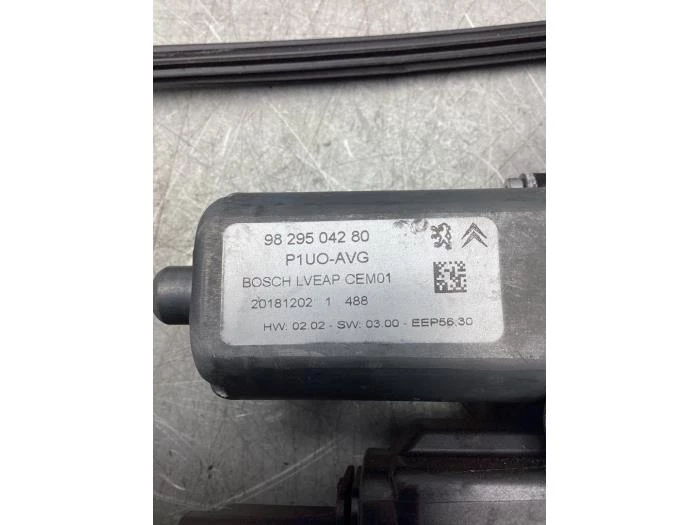 98 295 042 80
P1UO-AVG
BOSCH LVEAP CEM01
20181202 1 488
HW: 02.02 - SW: 03.00 - EEP56.30